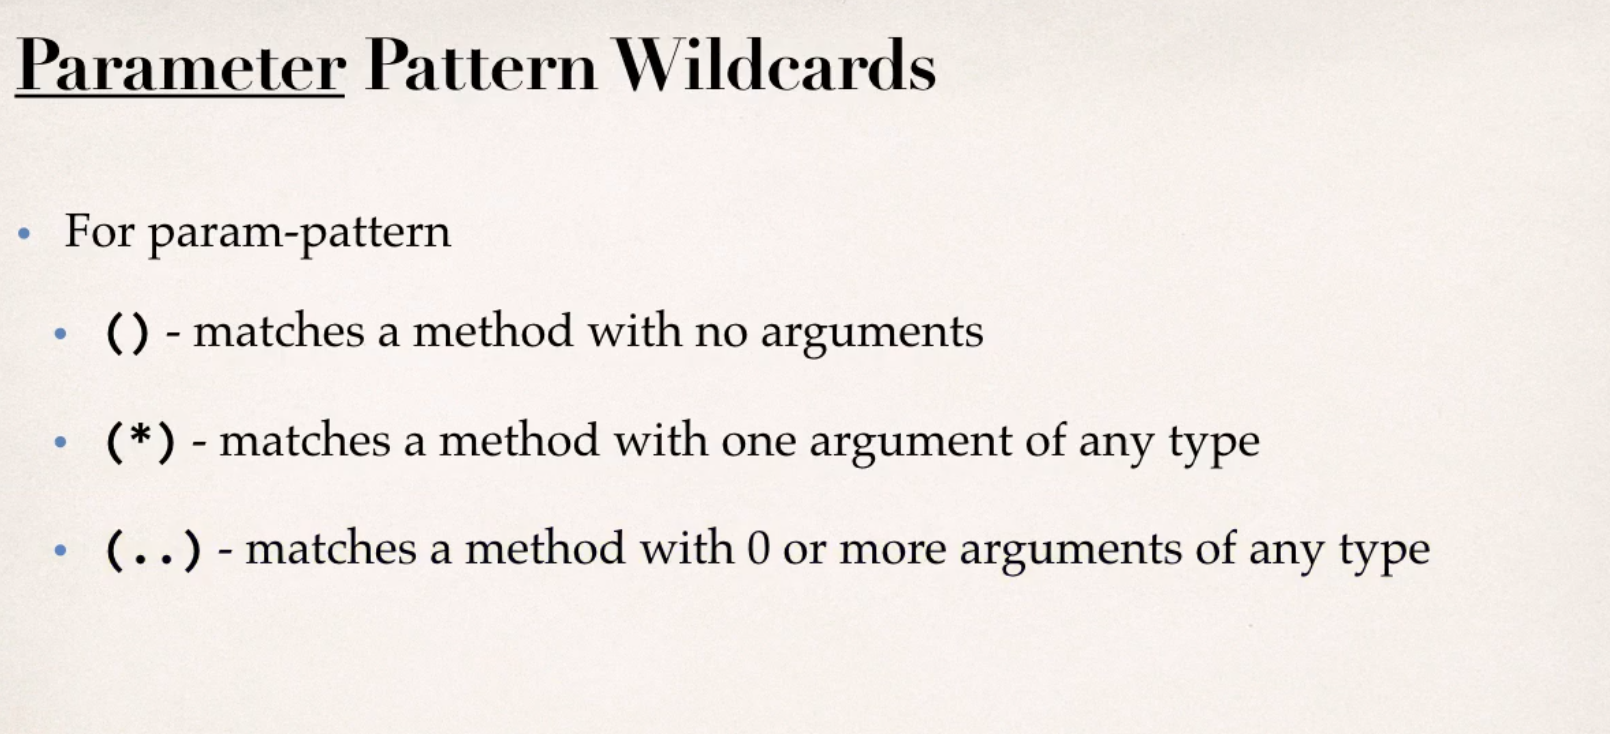 Parameter Pattern Wildcards
• For param-pattern
• () - matches a method with no arguments
• (*) - matches a method with one argument of any type
• (..) - matches a method with 0 or more arguments of any type